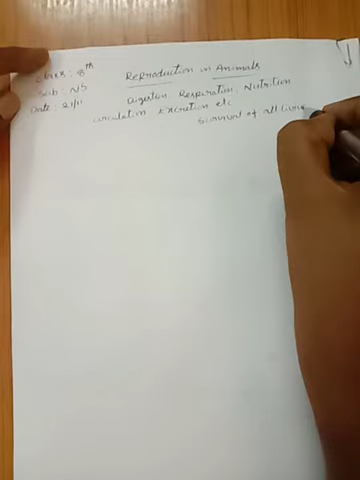 Class: 8th
Sub: NS
Date: 21/11
Reproduction in Animals
Digestion, Respiration, Nutrition
Circulation Excretion etc
Survival of all living